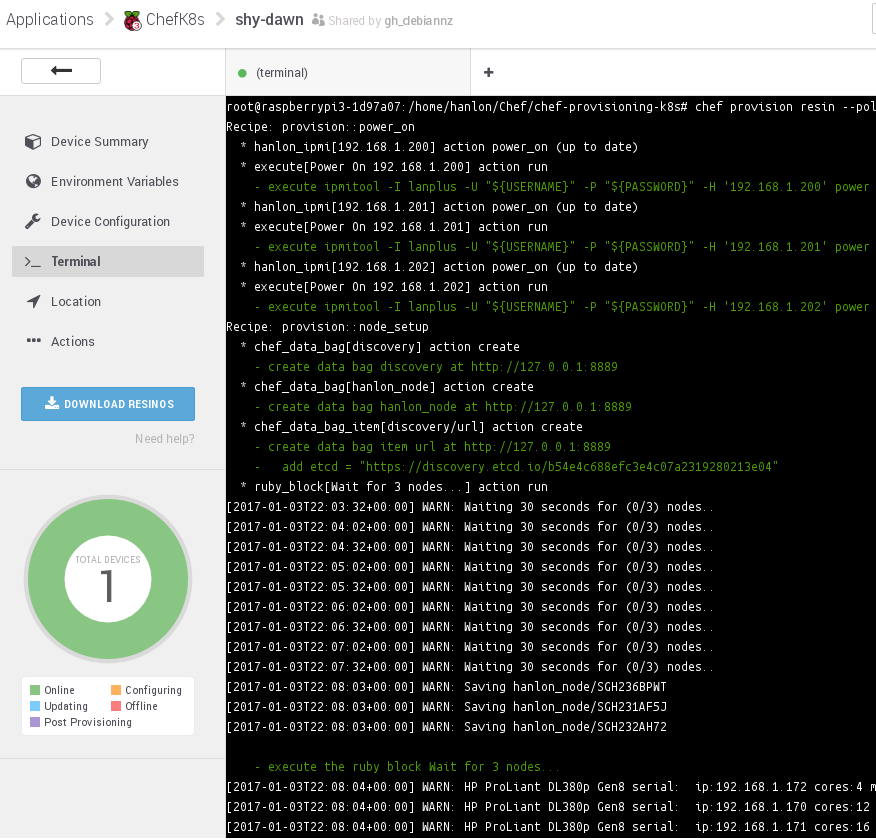 Applications ChefK8s shy-dawn Shared by gh_debiannz
(terminal)
Device Summary
Environment Variables
Device Configuration
Terminal
Location
Actions
DOWNLOAD RESINOS
Need help?
TOTAL DEVICES
1
Online Configuring
Updating Offline
Post Provisioning
root@raspberrypi3-1d97a07:/home/hanlon/Chef/chef-provisioning-k8s# chef provision resin --pol
Recipe: provision::power_on
* hanlon_ipmi[192.168.1.200] action power_on (up to date)
* execute[Power On 192.168.1.200] action run
- execute ipmitool -I lanplus -U "${USERNAME}" -P "${PASSWORD}" -H '192.168.1.200' power
* hanlon_ipmi[192.168.1.201] action power_on (up to date)
* execute[Power On 192.168.1.201] action run
- execute ipmitool -I lanplus -U "${USERNAME}" -P "${PASSWORD}" -H '192.168.1.201' power
* hanlon_ipmi[192.168.1.202] action power_on (up to date)
* execute[Power On 192.168.1.202] action run
- execute ipmitool -I lanplus -U "${USERNAME}" -P "${PASSWORD}" -H '192.168.1.202' power
Recipe: provision::node_setup
* chef_data_bag[discovery] action create
- create data bag discovery at http://127.0.0.1:8889
* chef_data_bag[hanlon_node] action create
- create data bag hanlon_node at http://127.0.0.1:8889
* chef_data_bag_item[discovery/url] action create
- create data bag item url at http://127.0.0.1:8889
-   add etcd = "https://discovery.etcd.io/b54e4c688efc3e4c07a2319280213e04"
* ruby_block[Wait for 3 nodes...] action run
[2017-01-03T22:03:32+00:00] WARN: Waiting 30 seconds for (0/3) nodes..
[2017-01-03T22:04:02+00:00] WARN: Waiting 30 seconds for (0/3) nodes..
[2017-01-03T22:04:32+00:00] WARN: Waiting 30 seconds for (0/3) nodes..
[2017-01-03T22:05:02+00:00] WARN: Waiting 30 seconds for (0/3) nodes..
[2017-01-03T22:05:32+00:00] WARN: Waiting 30 seconds for (0/3) nodes..
[2017-01-03T22:06:02+00:00] WARN: Waiting 30 seconds for (0/3) nodes..
[2017-01-03T22:06:32+00:00] WARN: Waiting 30 seconds for (0/3) nodes..
[2017-01-03T22:07:02+00:00] WARN: Waiting 30 seconds for (0/3) nodes..
[2017-01-03T22:07:32+00:00] WARN: Waiting 30 seconds for (0/3) nodes..
[2017-01-03T22:08:03+00:00] WARN: Saving hanlon_node/SGH236BPWT
[2017-01-03T22:08:03+00:00] WARN: Saving hanlon_node/SGH231AF5J
[2017-01-03T22:08:03+00:00] WARN: Saving hanlon_node/SGH232AH72
- execute the ruby block Wait for 3 nodes...
[2017-01-03T22:08:04+00:00] WARN: HP ProLiant DL380p Gen8 serial:  ip:192.168.1.172 cores:4 m
[2017-01-03T22:08:04+00:00] WARN: HP ProLiant DL380p Gen8 serial:  ip:192.168.1.170 cores:12
[2017-01-03T22:08:04+00:00] WARN: HP ProLiant DL380p Gen8 serial:  ip:192.168.1.171 cores:16